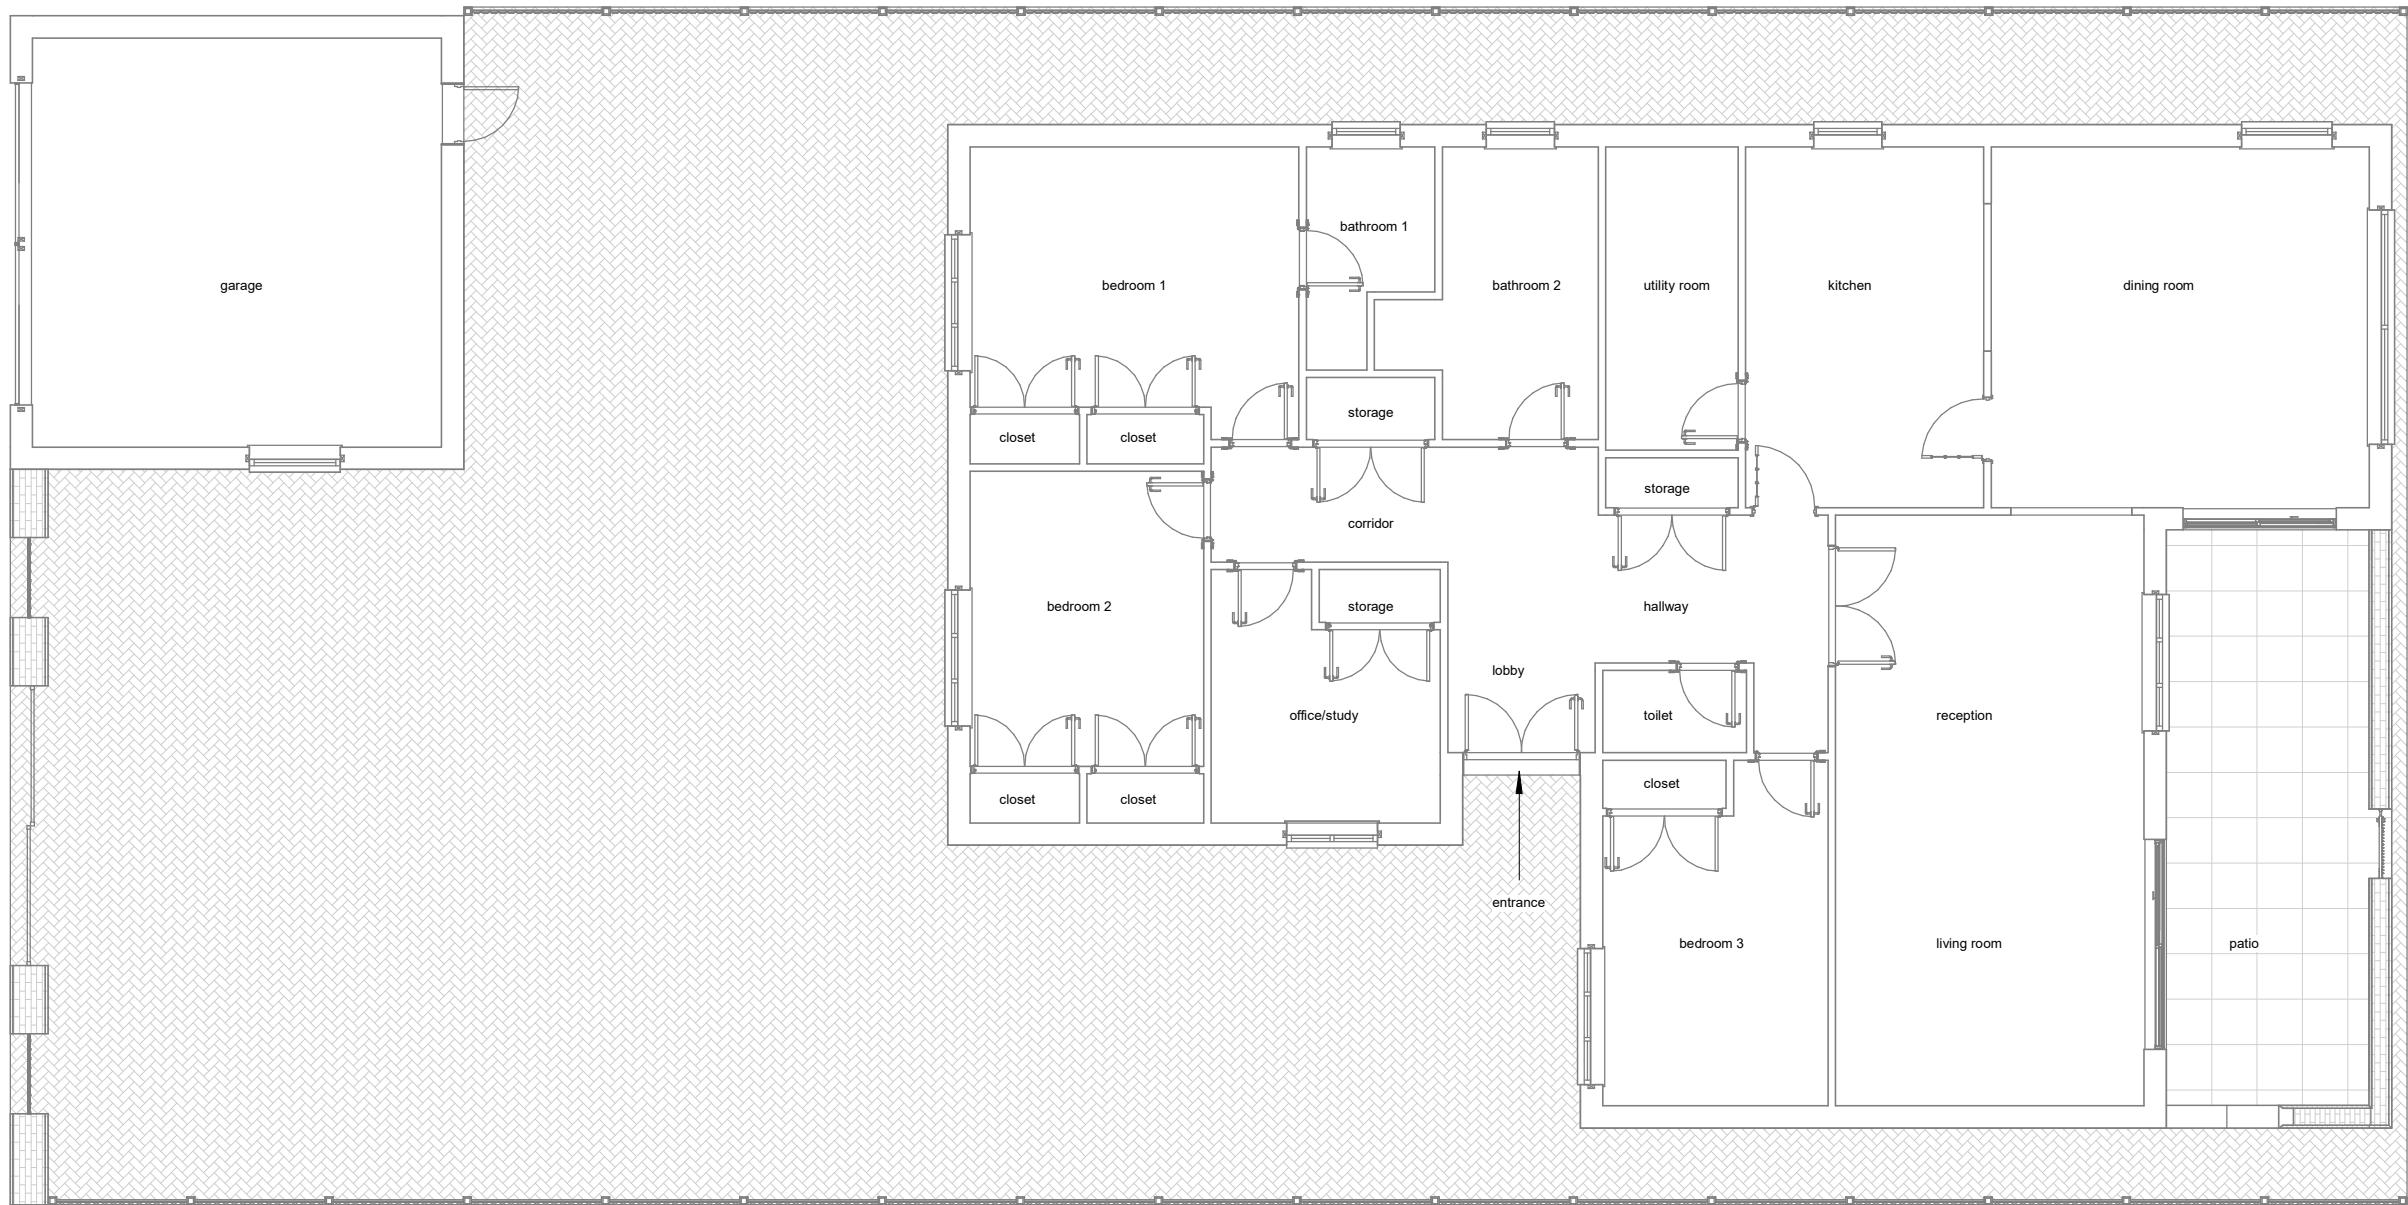 bathroom 1
garage
bedroom 1
bathroom 2
utility room
kitchen
dining room
storage
closet
closet
storage
corridor
bedroom 2
storage
hallway
lobby
office/study
toilet
reception
closet
closet
closet
entrance
bedroom 3
living room
patio